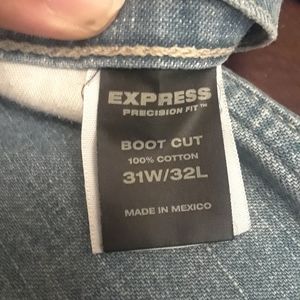 EXPRESS
PRECISION FIT™
BOOT CUT
100% COTTON
31W/32L
MADE IN MEXICO